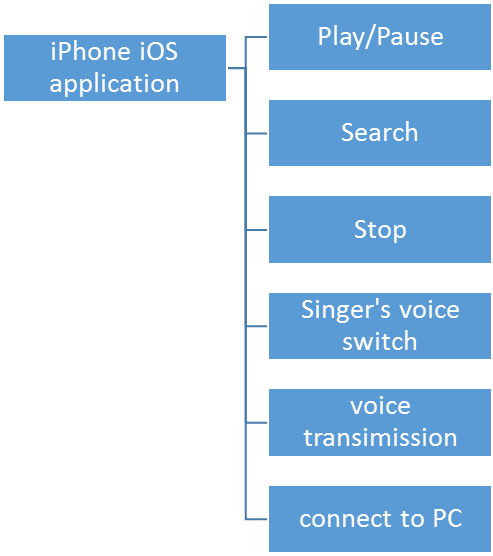 iPhone iOS
application
Play/Pause
Search
Stop
Singer's voice
switch
voice
transimission
connect to PC